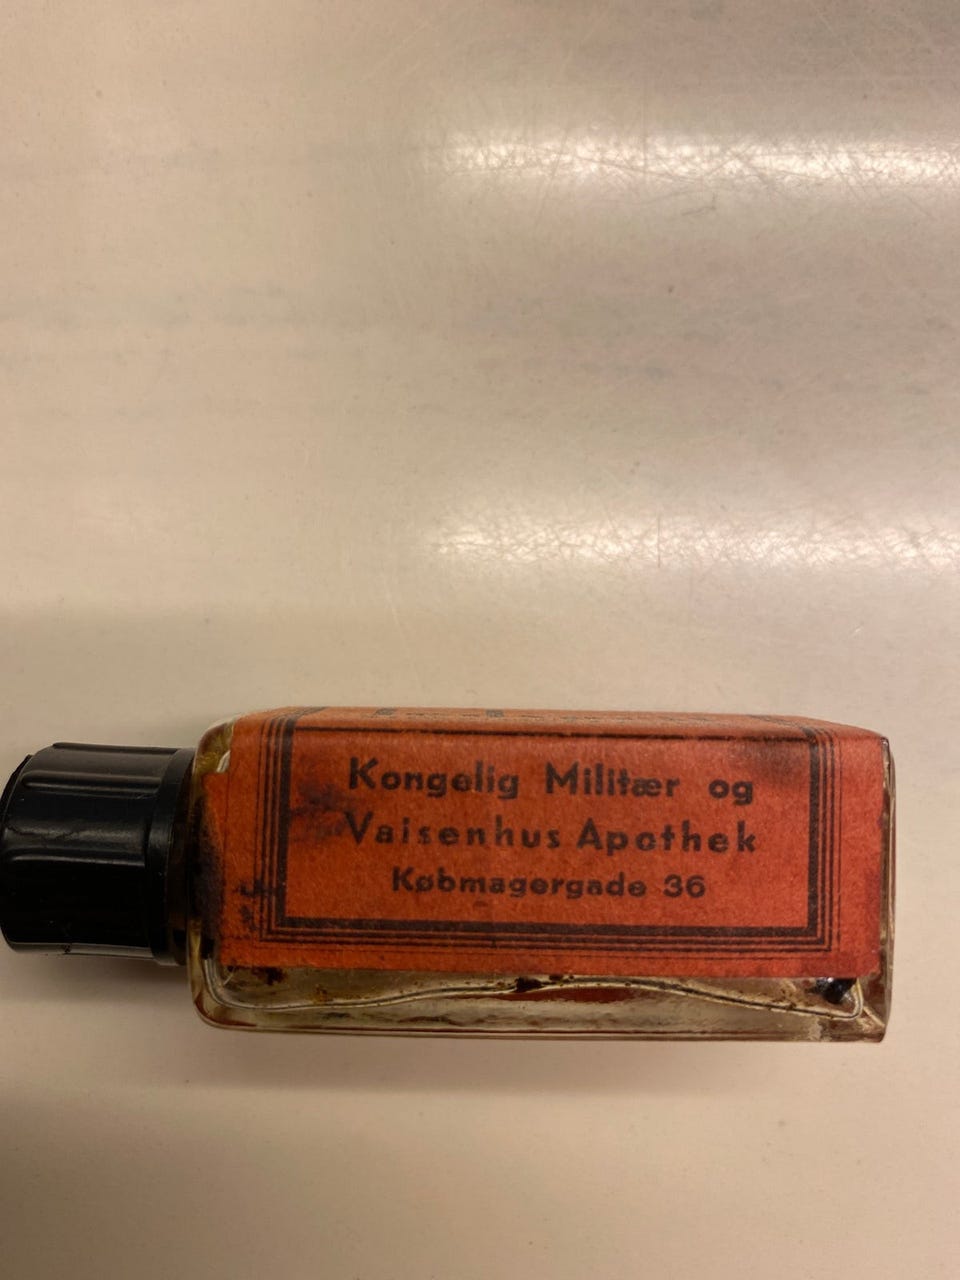 Kongelig Militær og
Vaisenhus Apothek
Købmagergade 36